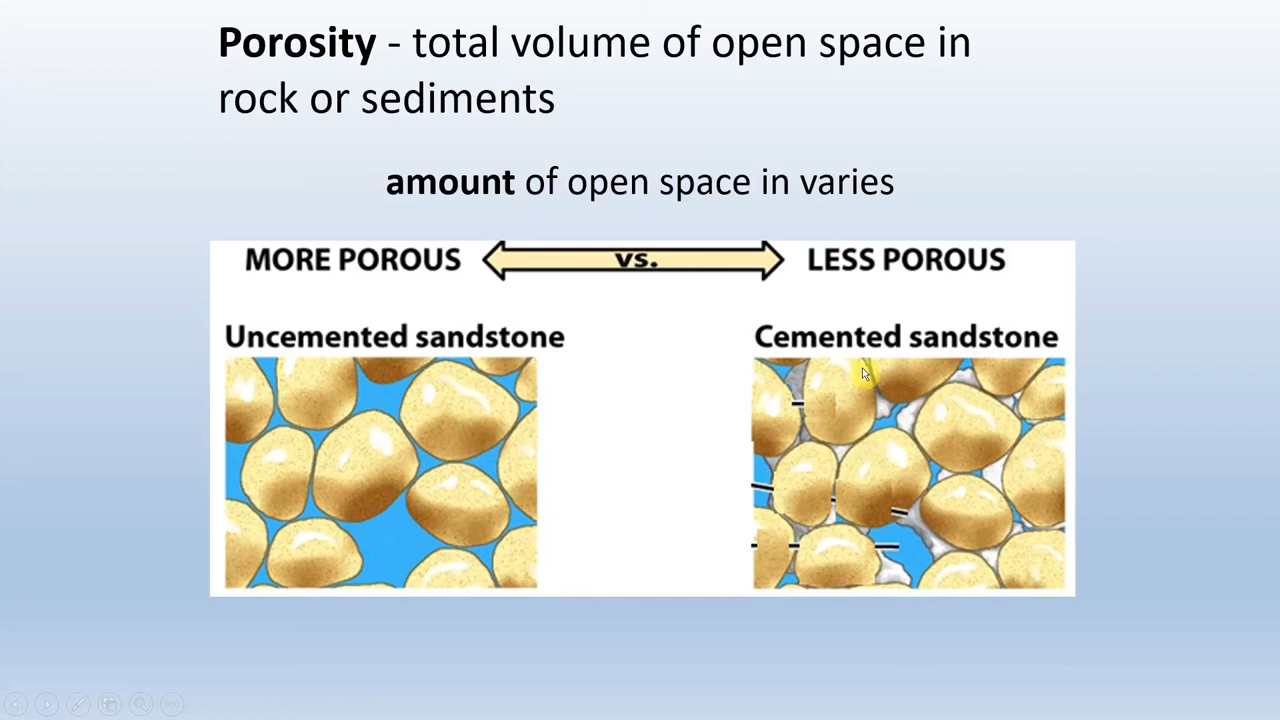 Porosity - total volume of open space in
rock or sediments
amount of open space in varies
MORE POROUS vs. LESS POROUS
Uncemented sandstone
Cemented sandstone